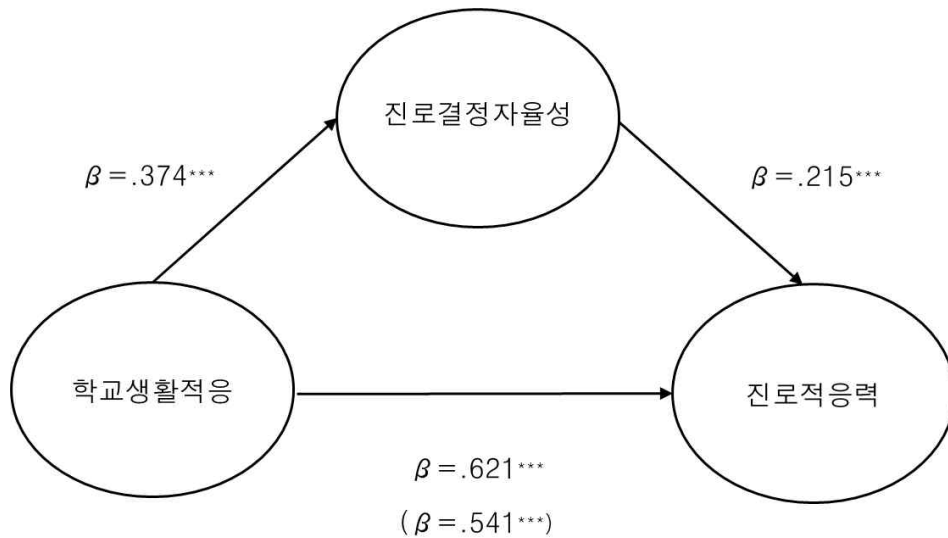 진로결정자율성
β=.374***
β=.215***
학교생활적응
진로적응력
β=.621***
(β=.541***)